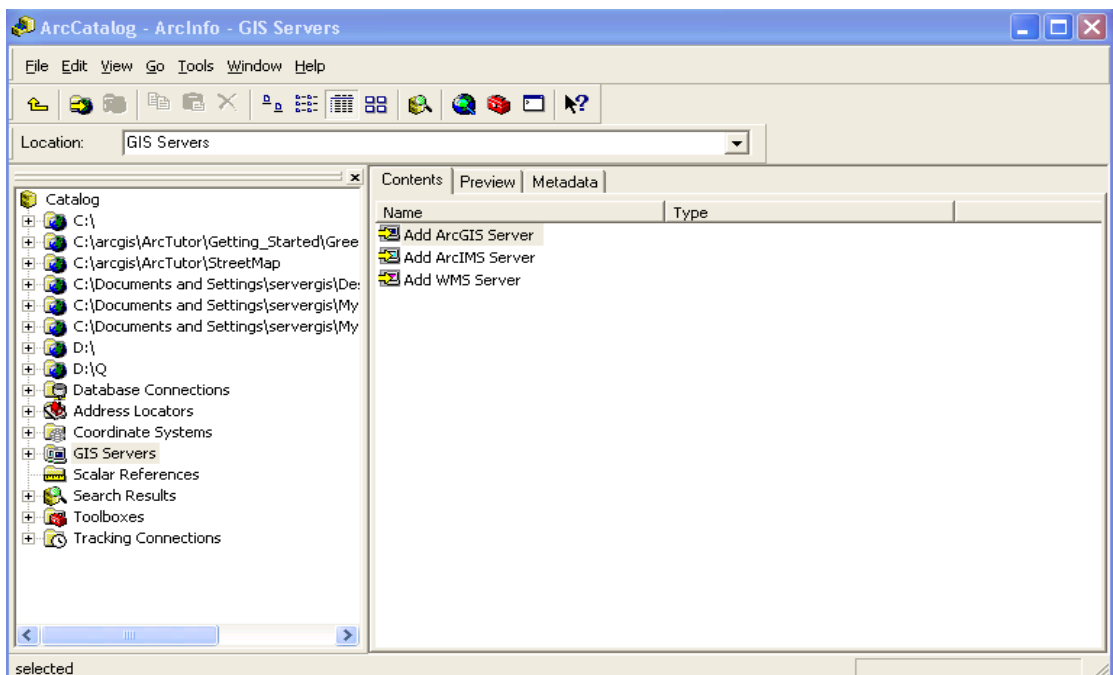 ArcCatalog - ArcInfo - GIS Servers
File Edit View Go Tools Window Help
Location: GIS Servers
Contents Preview Metadata
Name Type
Add ArcGIS Server
Add ArcIMS Server
Add WMS Server
Catalog
C:\
C:\arcgis\ArcTutor\Getting_Started\Gree
C:\arcgis\ArcTutor\StreetMap
C:\Documents and Settings\servergis\De:
C:\Documents and Settings\servergis\My
C:\Documents and Settings\servergis\My
D:\
D:\Q
Database Connections
Address Locators
Coordinate Systems
GIS Servers
Scalar References
Search Results
Toolboxes
Tracking Connections
selected